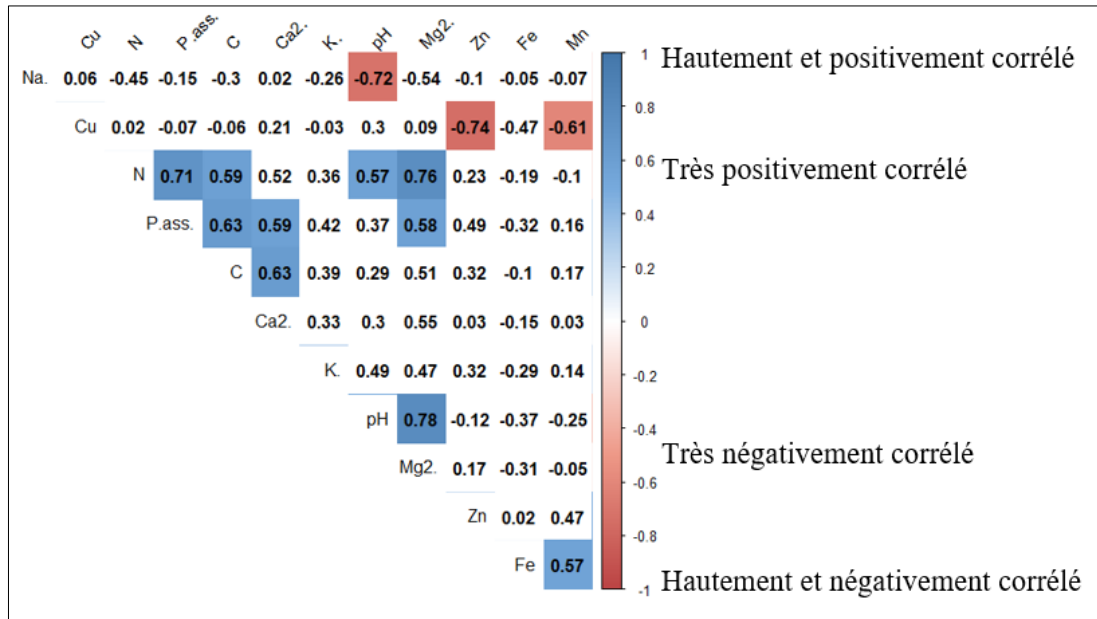 Cu N P.ass. C Ca2. K. pH Mg2. Zn Fe Mn
Na. 0.06 -0.45 -0.15 -0.3 0.02 -0.26 -0.72 -0.54 -0.1 -0.05 -0.07
Cu 0.02 -0.07 -0.06 0.21 -0.03 0.3 0.09 -0.74 -0.47 -0.61
N 0.71 0.59 0.52 0.36 0.57 0.76 0.23 -0.19 -0.1
P.ass. 0.63 0.59 0.42 0.37 0.58 0.49 -0.32 0.16
C 0.63 0.39 0.29 0.51 0.32 -0.1 0.17
Ca2. 0.33 0.3 0.55 0.03 -0.15 0.03
K. 0.49 0.47 0.32 -0.29 0.14
pH 0.78 -0.12 -0.37 -0.25
Mg2. 0.17 -0.31 -0.05
Zn 0.02 0.47
Fe 0.57
1
0.8
0.6
0.4
0.2
0
-0.2
-0.4
-0.6
-0.8
-1
Hautement et positivement corrélé
Très positivement corrélé
Très négativement corrélé
Hautement et négativement corrélé